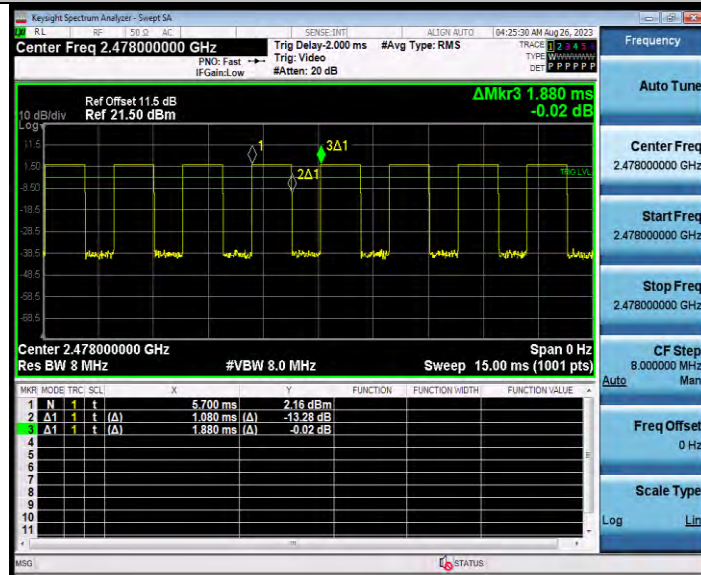 Keysight Spectrum Analyzer - Swept SA
RL RF 50 Ω AC SENSE:INT ALIGN AUTO 04:25:30 AM Aug 26, 2023
Center Freq 2.478000000 GHz
PNO: Fast
IFGain:Low
Trig Delay-2.000 ms
Trig: Video
#Atten: 20 dB
#Avg Type: RMS
TRACE 1 2 3 4 5 6
TYPE WWWWWW
DET P P P P P P
Ref Offset 11.5 dB
10 dB/div Ref 21.50 dBm
ΔMkr3 1.880 ms
-0.02 dB
Log
11.5
1.50
-8.50
-18.5
-28.5
-38.5
-48.5
-58.5
-68.5
1
2Δ1
3Δ1
TRIG LVL
Center 2.478000000 GHz Span 0 Hz
Res BW 8 MHz #VBW 8.0 MHz Sweep 15.00 ms (1001 pts)
MKR MODE TRC SCL X Y FUNCTION FUNCTION WIDTH FUNCTION VALUE
1 N 1 t 5.700 ms 2.16 dBm
2 Δ1 1 t (Δ) 1.080 ms (Δ) -13.28 dB
3 Δ1 1 t (Δ) 1.880 ms (Δ) -0.02 dB
4
5
6
7
8
9
10
11
MSG STATUS
Frequency
Auto Tune
Center Freq
2.478000000 GHz
Start Freq
2.478000000 GHz
Stop Freq
2.478000000 GHz
CF Step
8.000000 MHz
Auto Man
Freq Offset
0 Hz
Scale Type
Log Lin